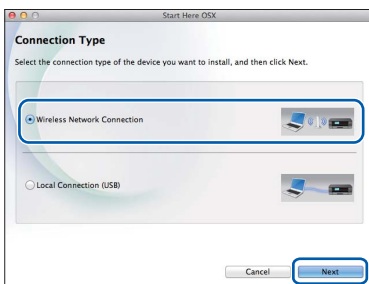 Start Here OSX
Connection Type
Select the connection type of the device you want to install, and then click Next.
Wireless Network Connection
Local Connection (USB)
Cancel
Next